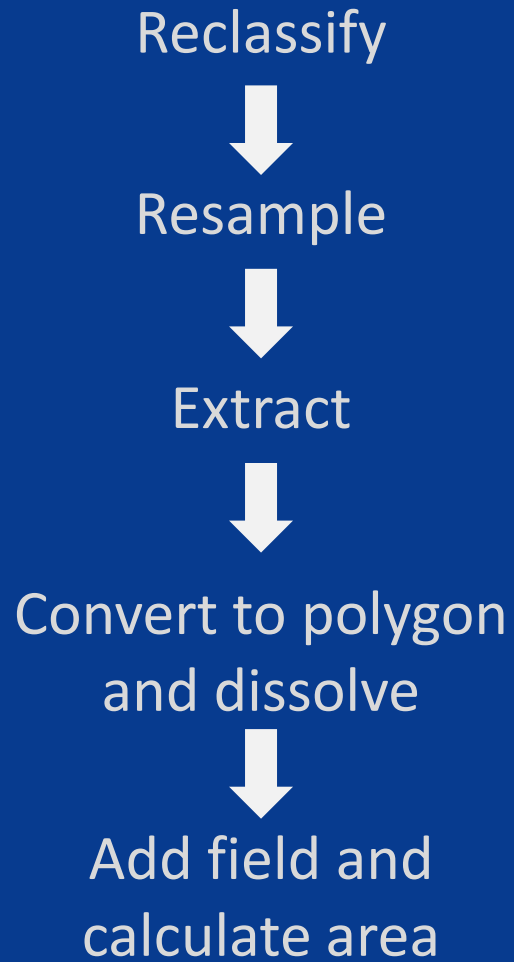 Reclassify
Resample
Extract
Convert to polygon
and dissolve
Add field and
calculate area